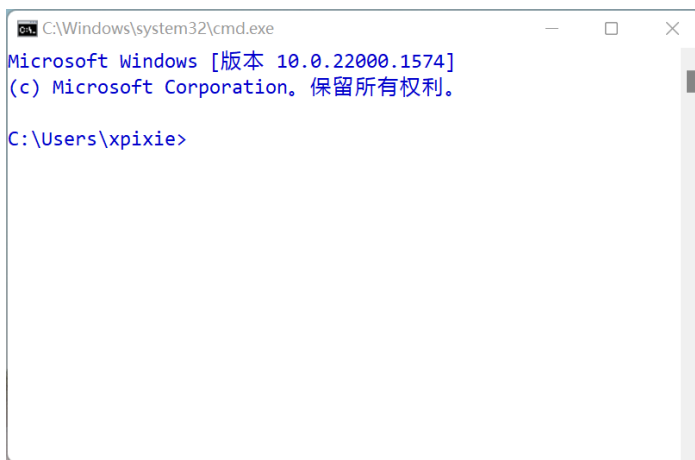 C:\Windows\system32\cmd.exe
Microsoft Windows [版本 10.0.22000.1574]
(c) Microsoft Corporation。保留所有权利。
C:\Users\xpixie>